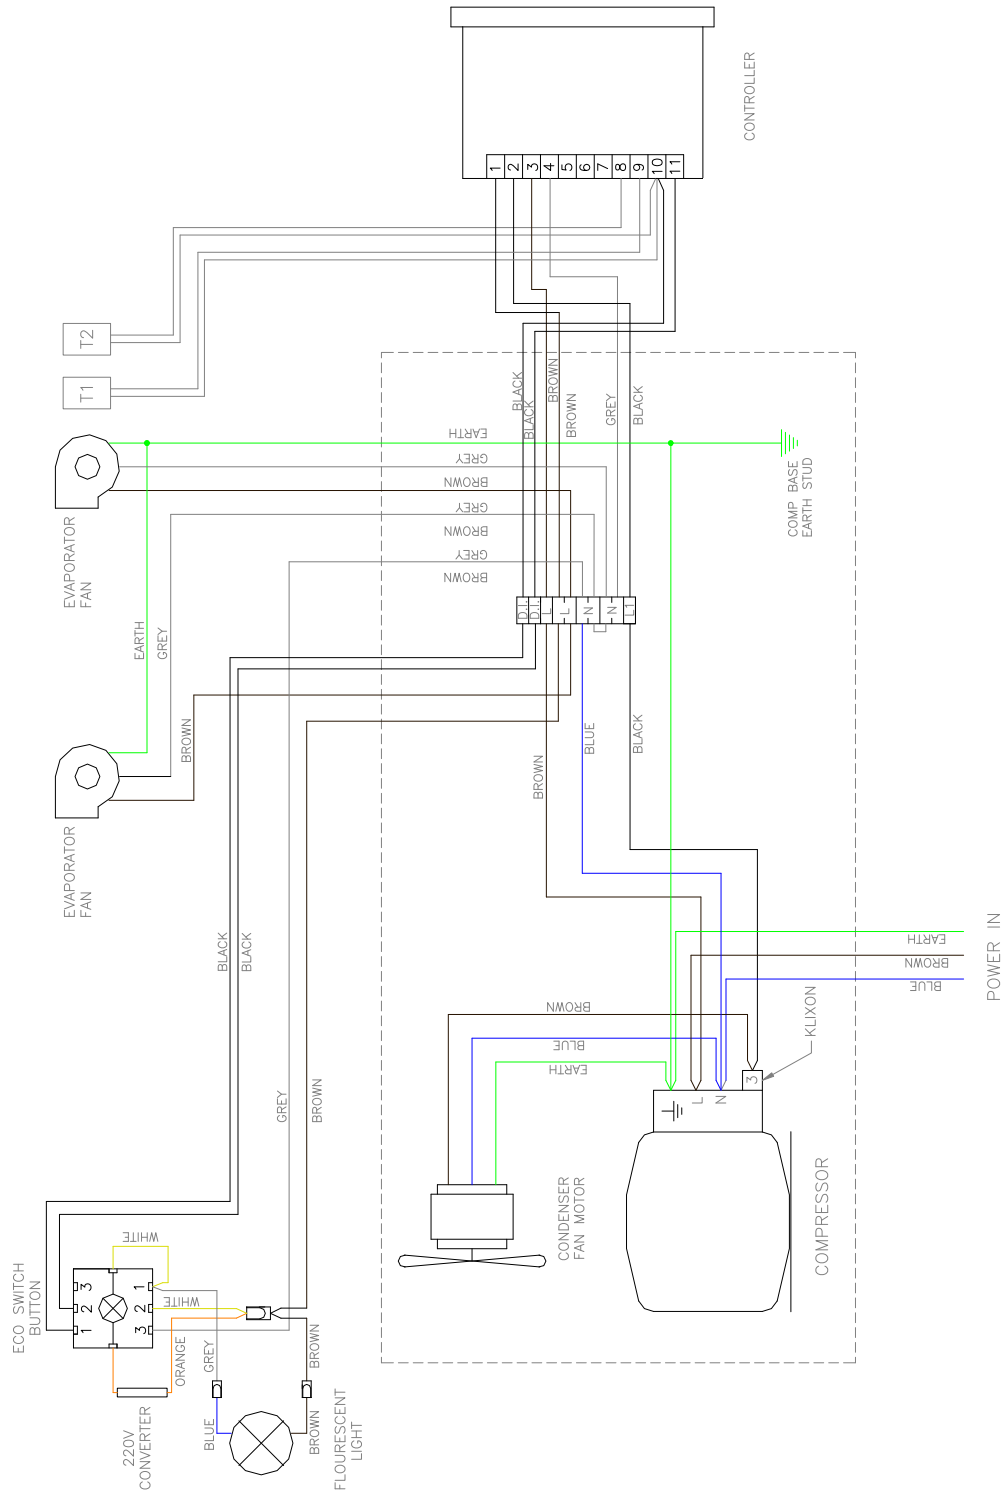 CONTROLLER
1
2
3
4
5
6
7
8
9
10
11
T2
T1
EVAPORATOR
FAN
EVAPORATOR
FAN
EARTH
GREY
BROWN
GREY
BROWN
GREY
BROWN
BLACK
BLACK
BROWN
BROWN
GREY
BLACK
COMP BASE
EARTH STUD
D.I.
D.I.
L
L
N
N
L1
EARTH
GREY
BROWN
BROWN
BLUE
BLACK
BLACK
BLACK
POWER IN
EARTH
BROWN
BLUE
KLIXON
BROWN
BLUE
EARTH
L
N
3
COMPRESSOR
CONDENSER
FAN MOTOR
GREY
BROWN
ECO SWITCH
BUTTON
WHITE
3
2
1
1
2
3
WHITE
ORANGE
GREY
BROWN
220V
CONVERTER
BLUE
BROWN
FLOURESCENT
LIGHT